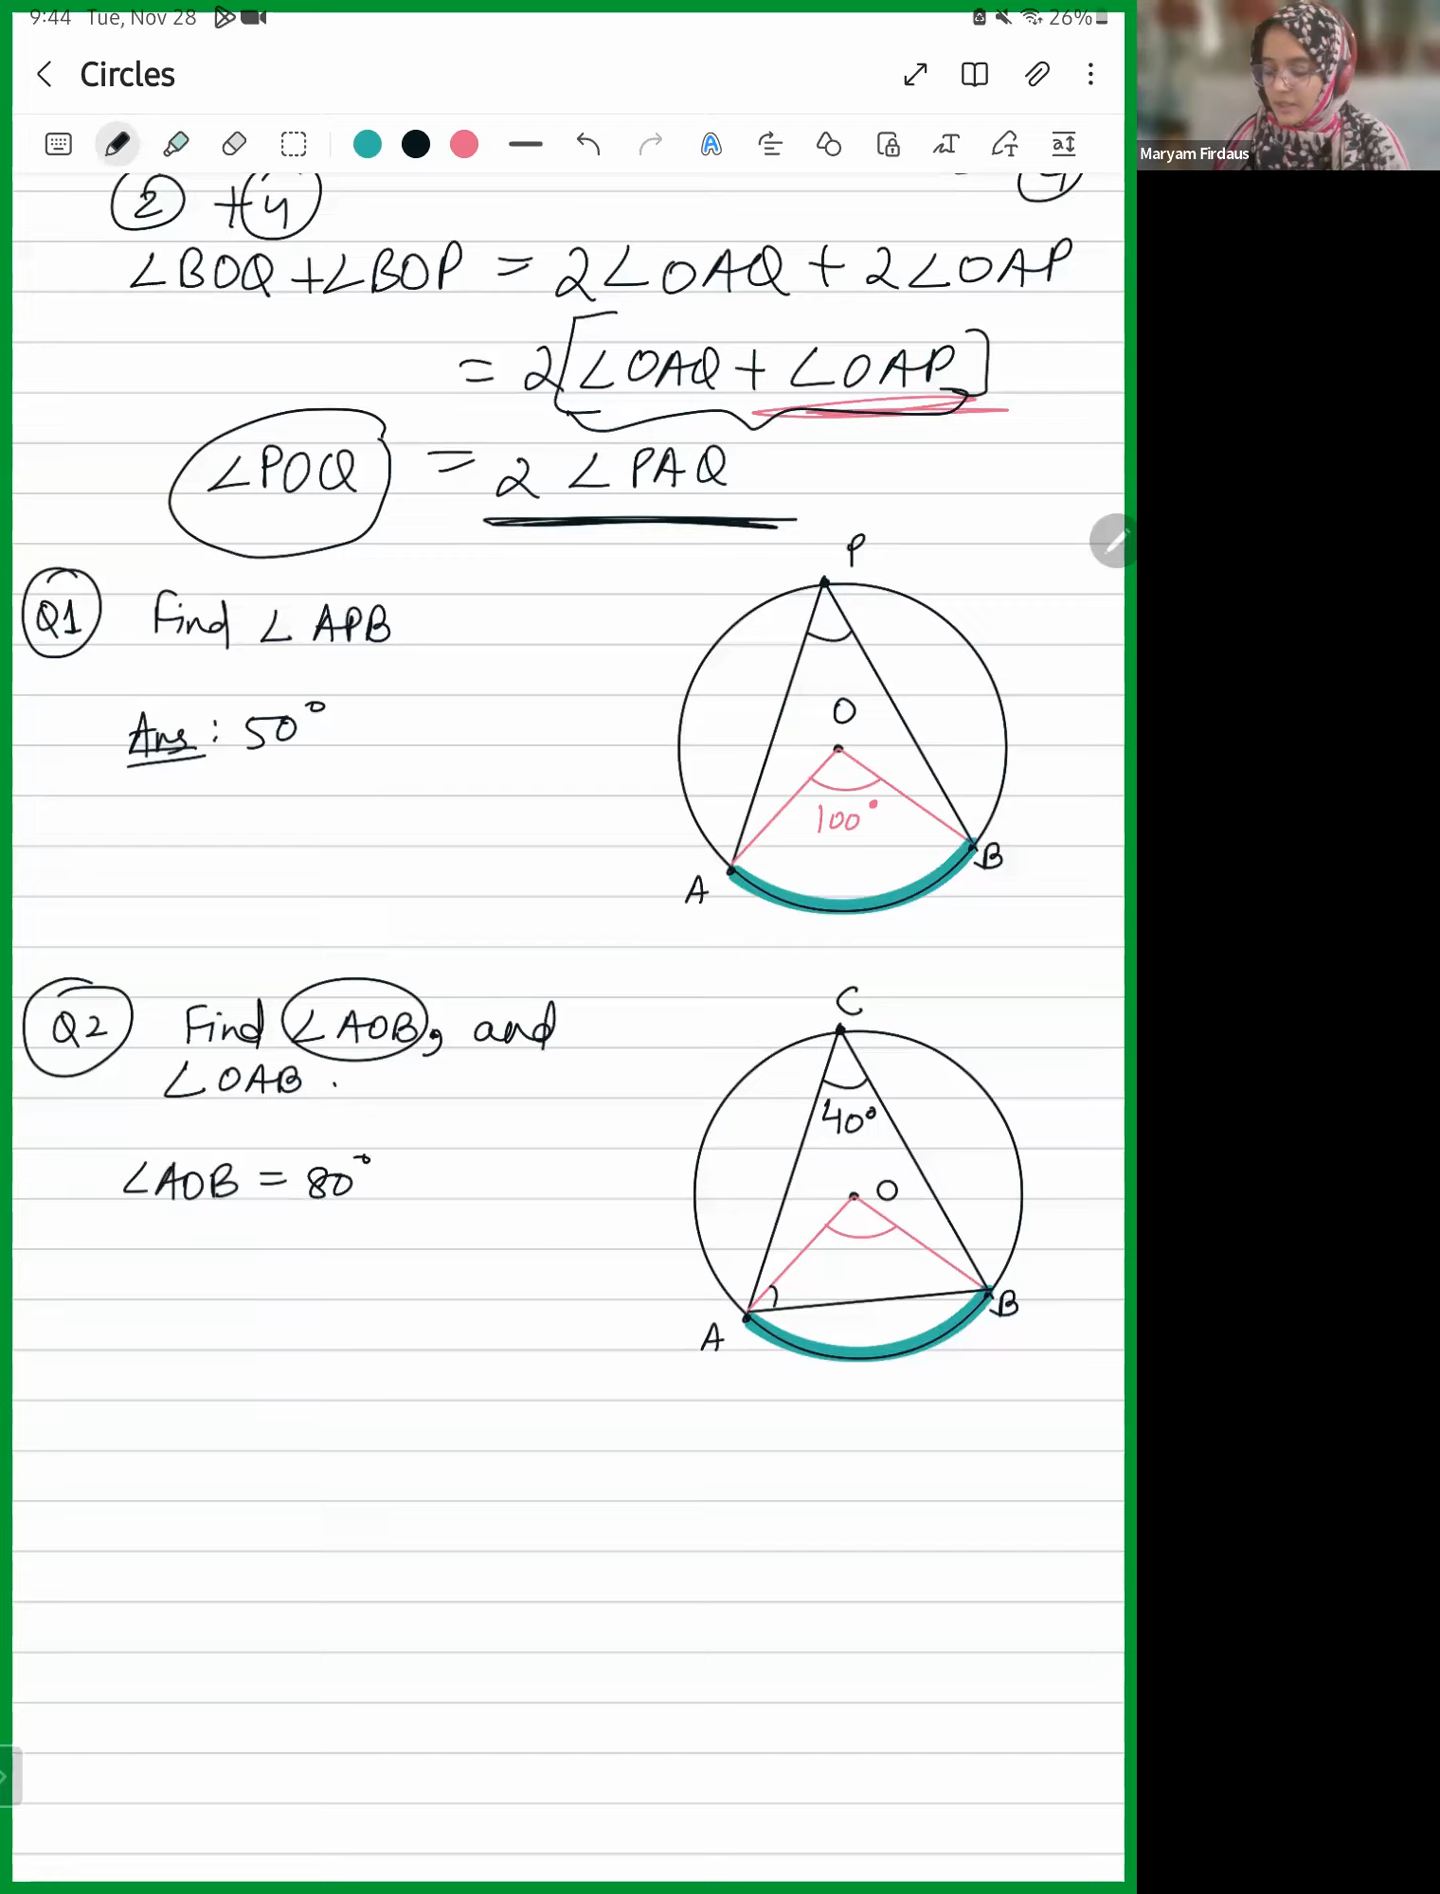 9:44 Tue, Nov 28
26%
Circles
Maryam Firdaus
② + ④
∠BOQ + ∠BOP = 2∠OAQ + 2∠OAP
= 2[∠OAQ + ∠OAP]
∠POQ = 2 ∠PAQ
Q1 Find ∠ APB
Ans : 50°
P
O
100°
A
B
Q2 Find ∠AOB, and
∠OAB .
∠AOB = 80°
C
40°
O
A
B